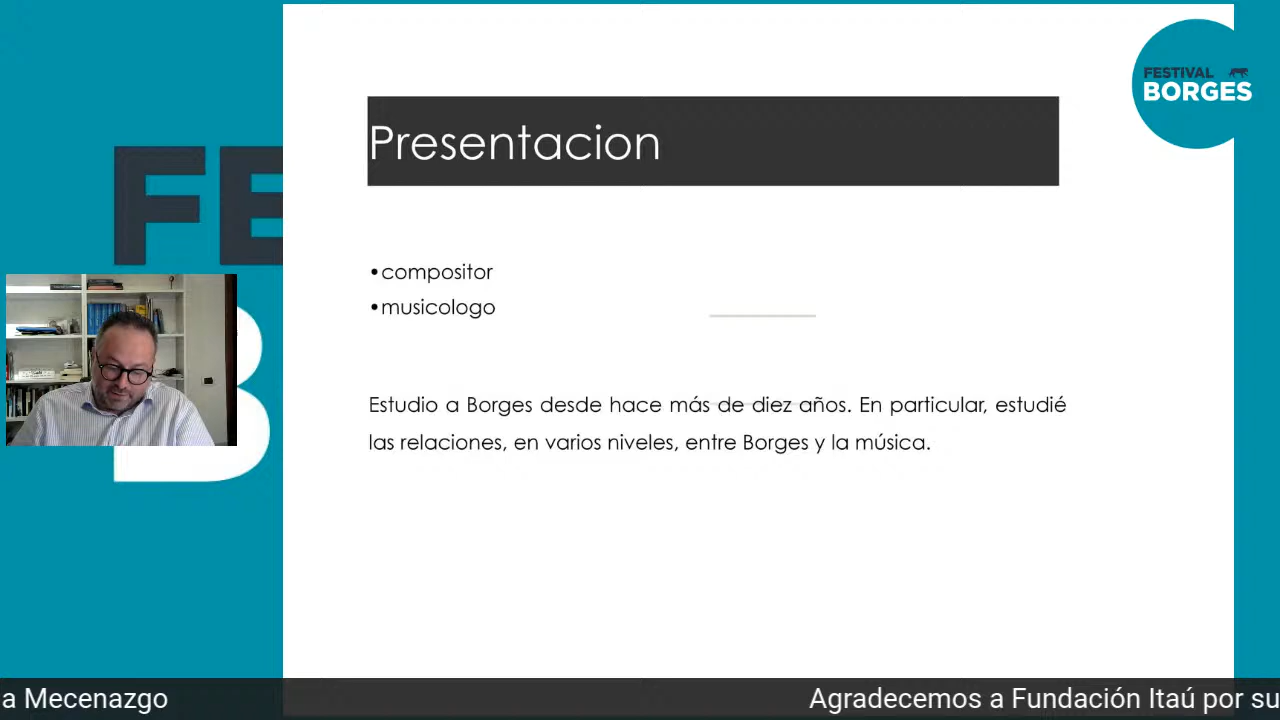 FESTIVAL
BORGES
Presentacion
FE
B
•compositor
•musicologo
Estudio a Borges desde hace más de diez años. En particular, estudié
las relaciones, en varios niveles, entre Borges y la música.
a Mecenazgo
Agradecemos a Fundación Itaú por su